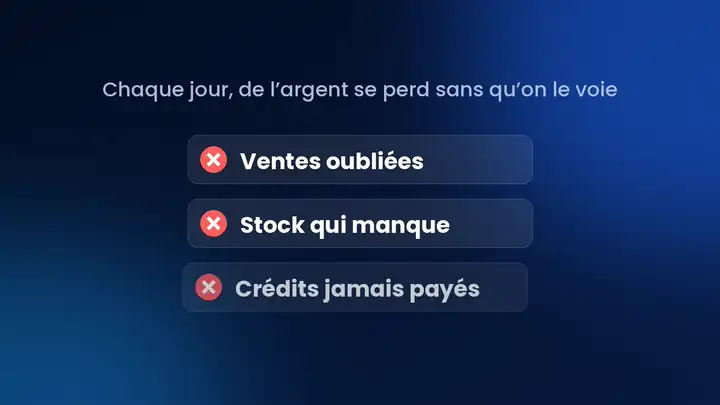 Chaque jour, de l’argent se perd sans qu’on le voie
Ventes oubliées
Stock qui manque
Crédits jamais payés